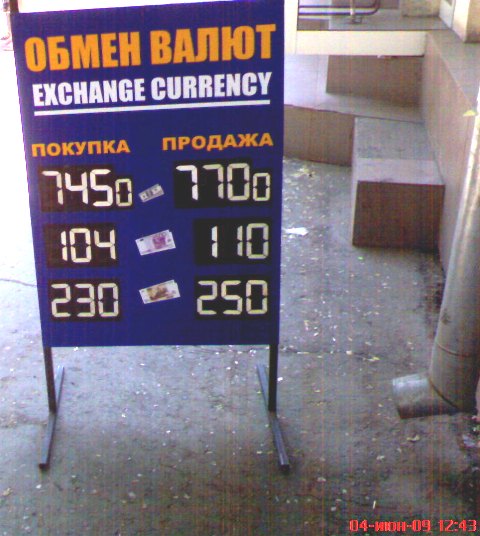 ОБМЕН ВАЛЮТ
EXCHANGE CURRENCY
ПОКУПКА ПРОДАЖА
7450 7700
104 110
230 250
04-июн-09 12:43